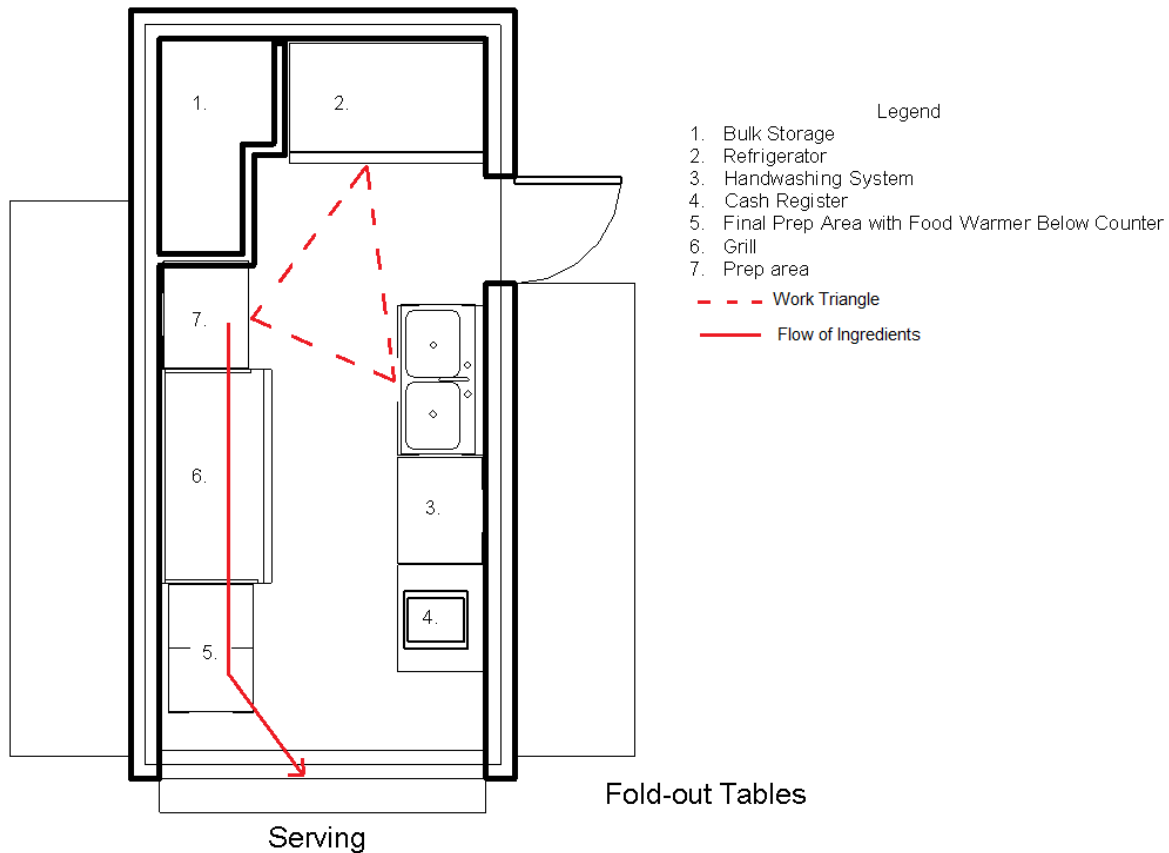 1.
2.
Legend
1. Bulk Storage
2. Refrigerator
3. Handwashing System
4. Cash Register
5. Final Prep Area with Food Warmer Below Counter
6. Grill
7. Prep area
Work Triangle
Flow of Ingredients
7.
6.
3.
4.
5.
Fold-out Tables
Serving